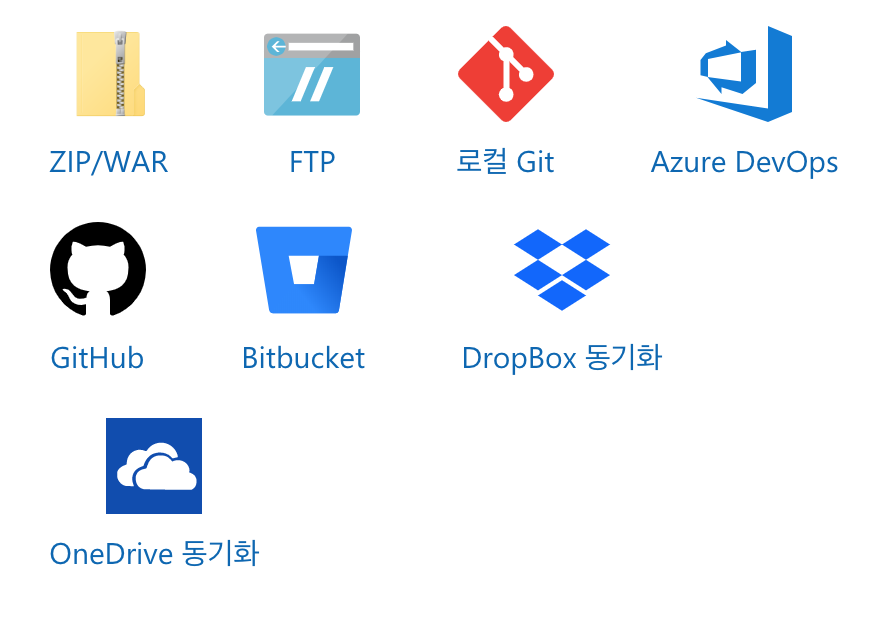 ZIP/WAR
FTP
로컬 Git
Azure DevOps
GitHub
Bitbucket
DropBox 동기화
OneDrive 동기화